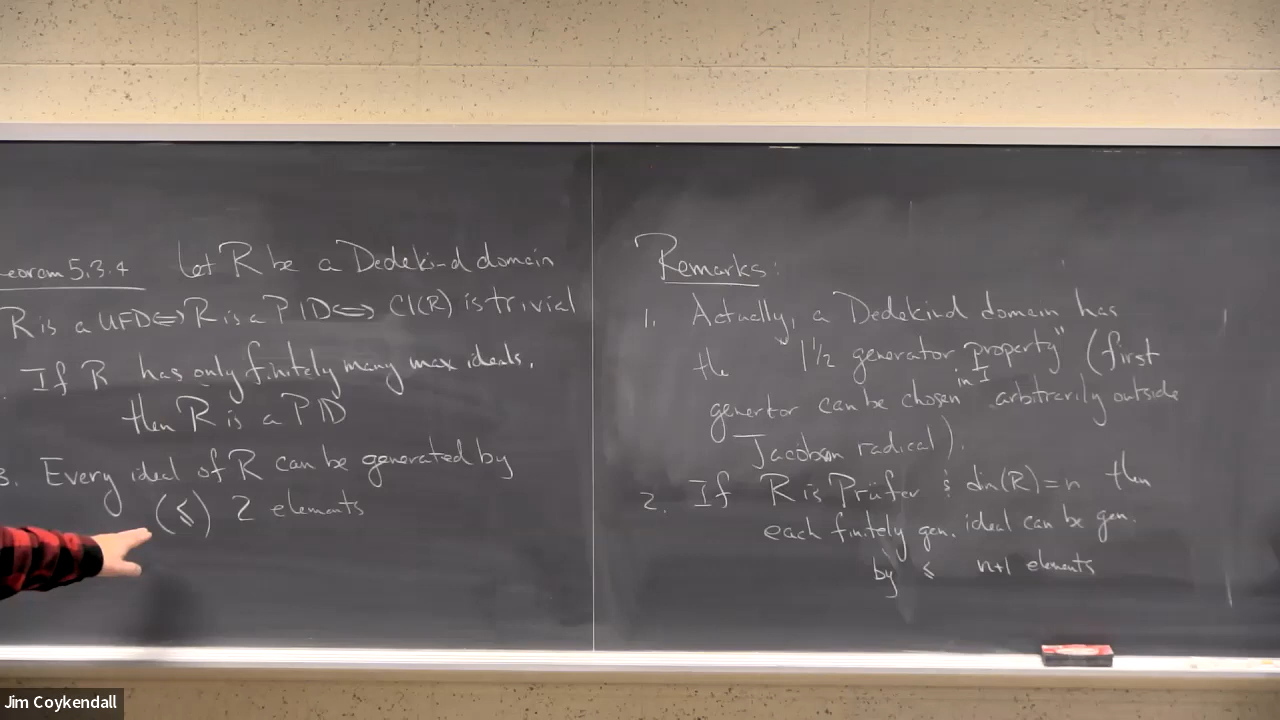 eorem 5.3.4 Let R be a Dedekind domain
R is a UFD ⟺ R is a PID ⟺ Cl(R) is trivial
. If R has only finitely many max ideals,
then R is a PID
3. Every ideal of R can be generated by
(≤) 2 elements
Remarks:
1. Actually, a Dedekind domain has
the 1½ generator property" (first
genertor can be chosen in I arbitrarily outside
Jacobson radical).
2. If R is Prüfer & dim(R)=n then
each finitely gen. ideal can be gen.
by ≤ n+1 elements
Jim Coykendall